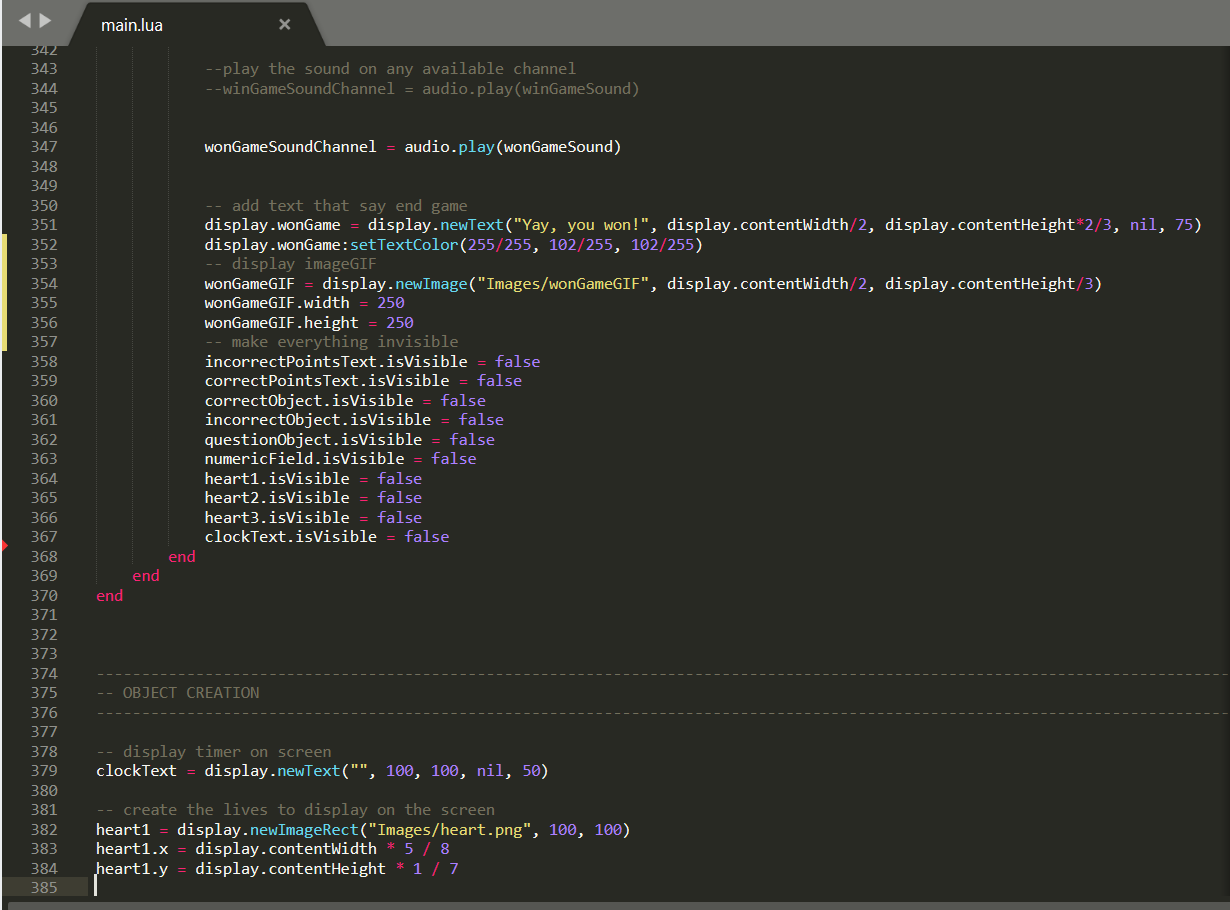 main.lua ×
342
343 --play the sound on any available channel
344 --winGameSoundChannel = audio.play(winGameSound)
345
346
347 wonGameSoundChannel = audio.play(wonGameSound)
348
349
350 -- add text that say end game
351 display.wonGame = display.newText("Yay, you won!", display.contentWidth/2, display.contentHeight*2/3, nil, 75)
352 display.wonGame:setTextColor(255/255, 102/255, 102/255)
353 -- display imageGIF
354 wonGameGIF = display.newImage("Images/wonGameGIF", display.contentWidth/2, display.contentHeight/3)
355 wonGameGIF.width = 250
356 wonGameGIF.height = 250
357 -- make everything invisible
358 incorrectPointsText.isVisible = false
359 correctPointsText.isVisible = false
360 correctObject.isVisible = false
361 incorrectObject.isVisible = false
362 questionObject.isVisible = false
363 numericField.isVisible = false
364 heart1.isVisible = false
365 heart2.isVisible = false
366 heart3.isVisible = false
367 clockText.isVisible = false
368 end
369 end
370 end
371
372
373
374 -----------------------------------------------------------------------------------------------------------------------------
375 -- OBJECT CREATION
376 -----------------------------------------------------------------------------------------------------------------------------
377
378 -- display timer on screen
379 clockText = display.newText("", 100, 100, nil, 50)
380
381 -- create the lives to display on the screen
382 heart1 = display.newImageRect("Images/heart.png", 100, 100)
383 heart1.x = display.contentWidth * 5 / 8
384 heart1.y = display.contentHeight * 1 / 7
385